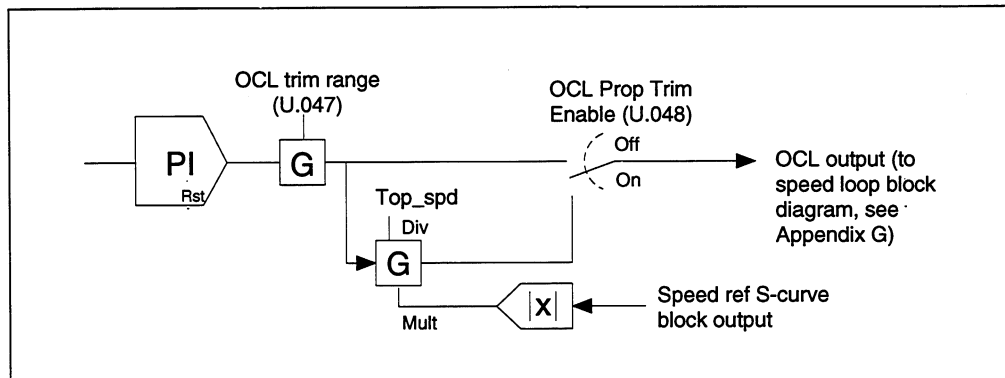 OCL trim range
(U.047)
OCL Prop Trim
Enable (U.048)
Off
On
PI
Rst
G
OCL output (to
speed loop block
diagram, see
Appendix G)
Top_spd
Div
G
Mult
|X|
Speed ref S-curve
block output